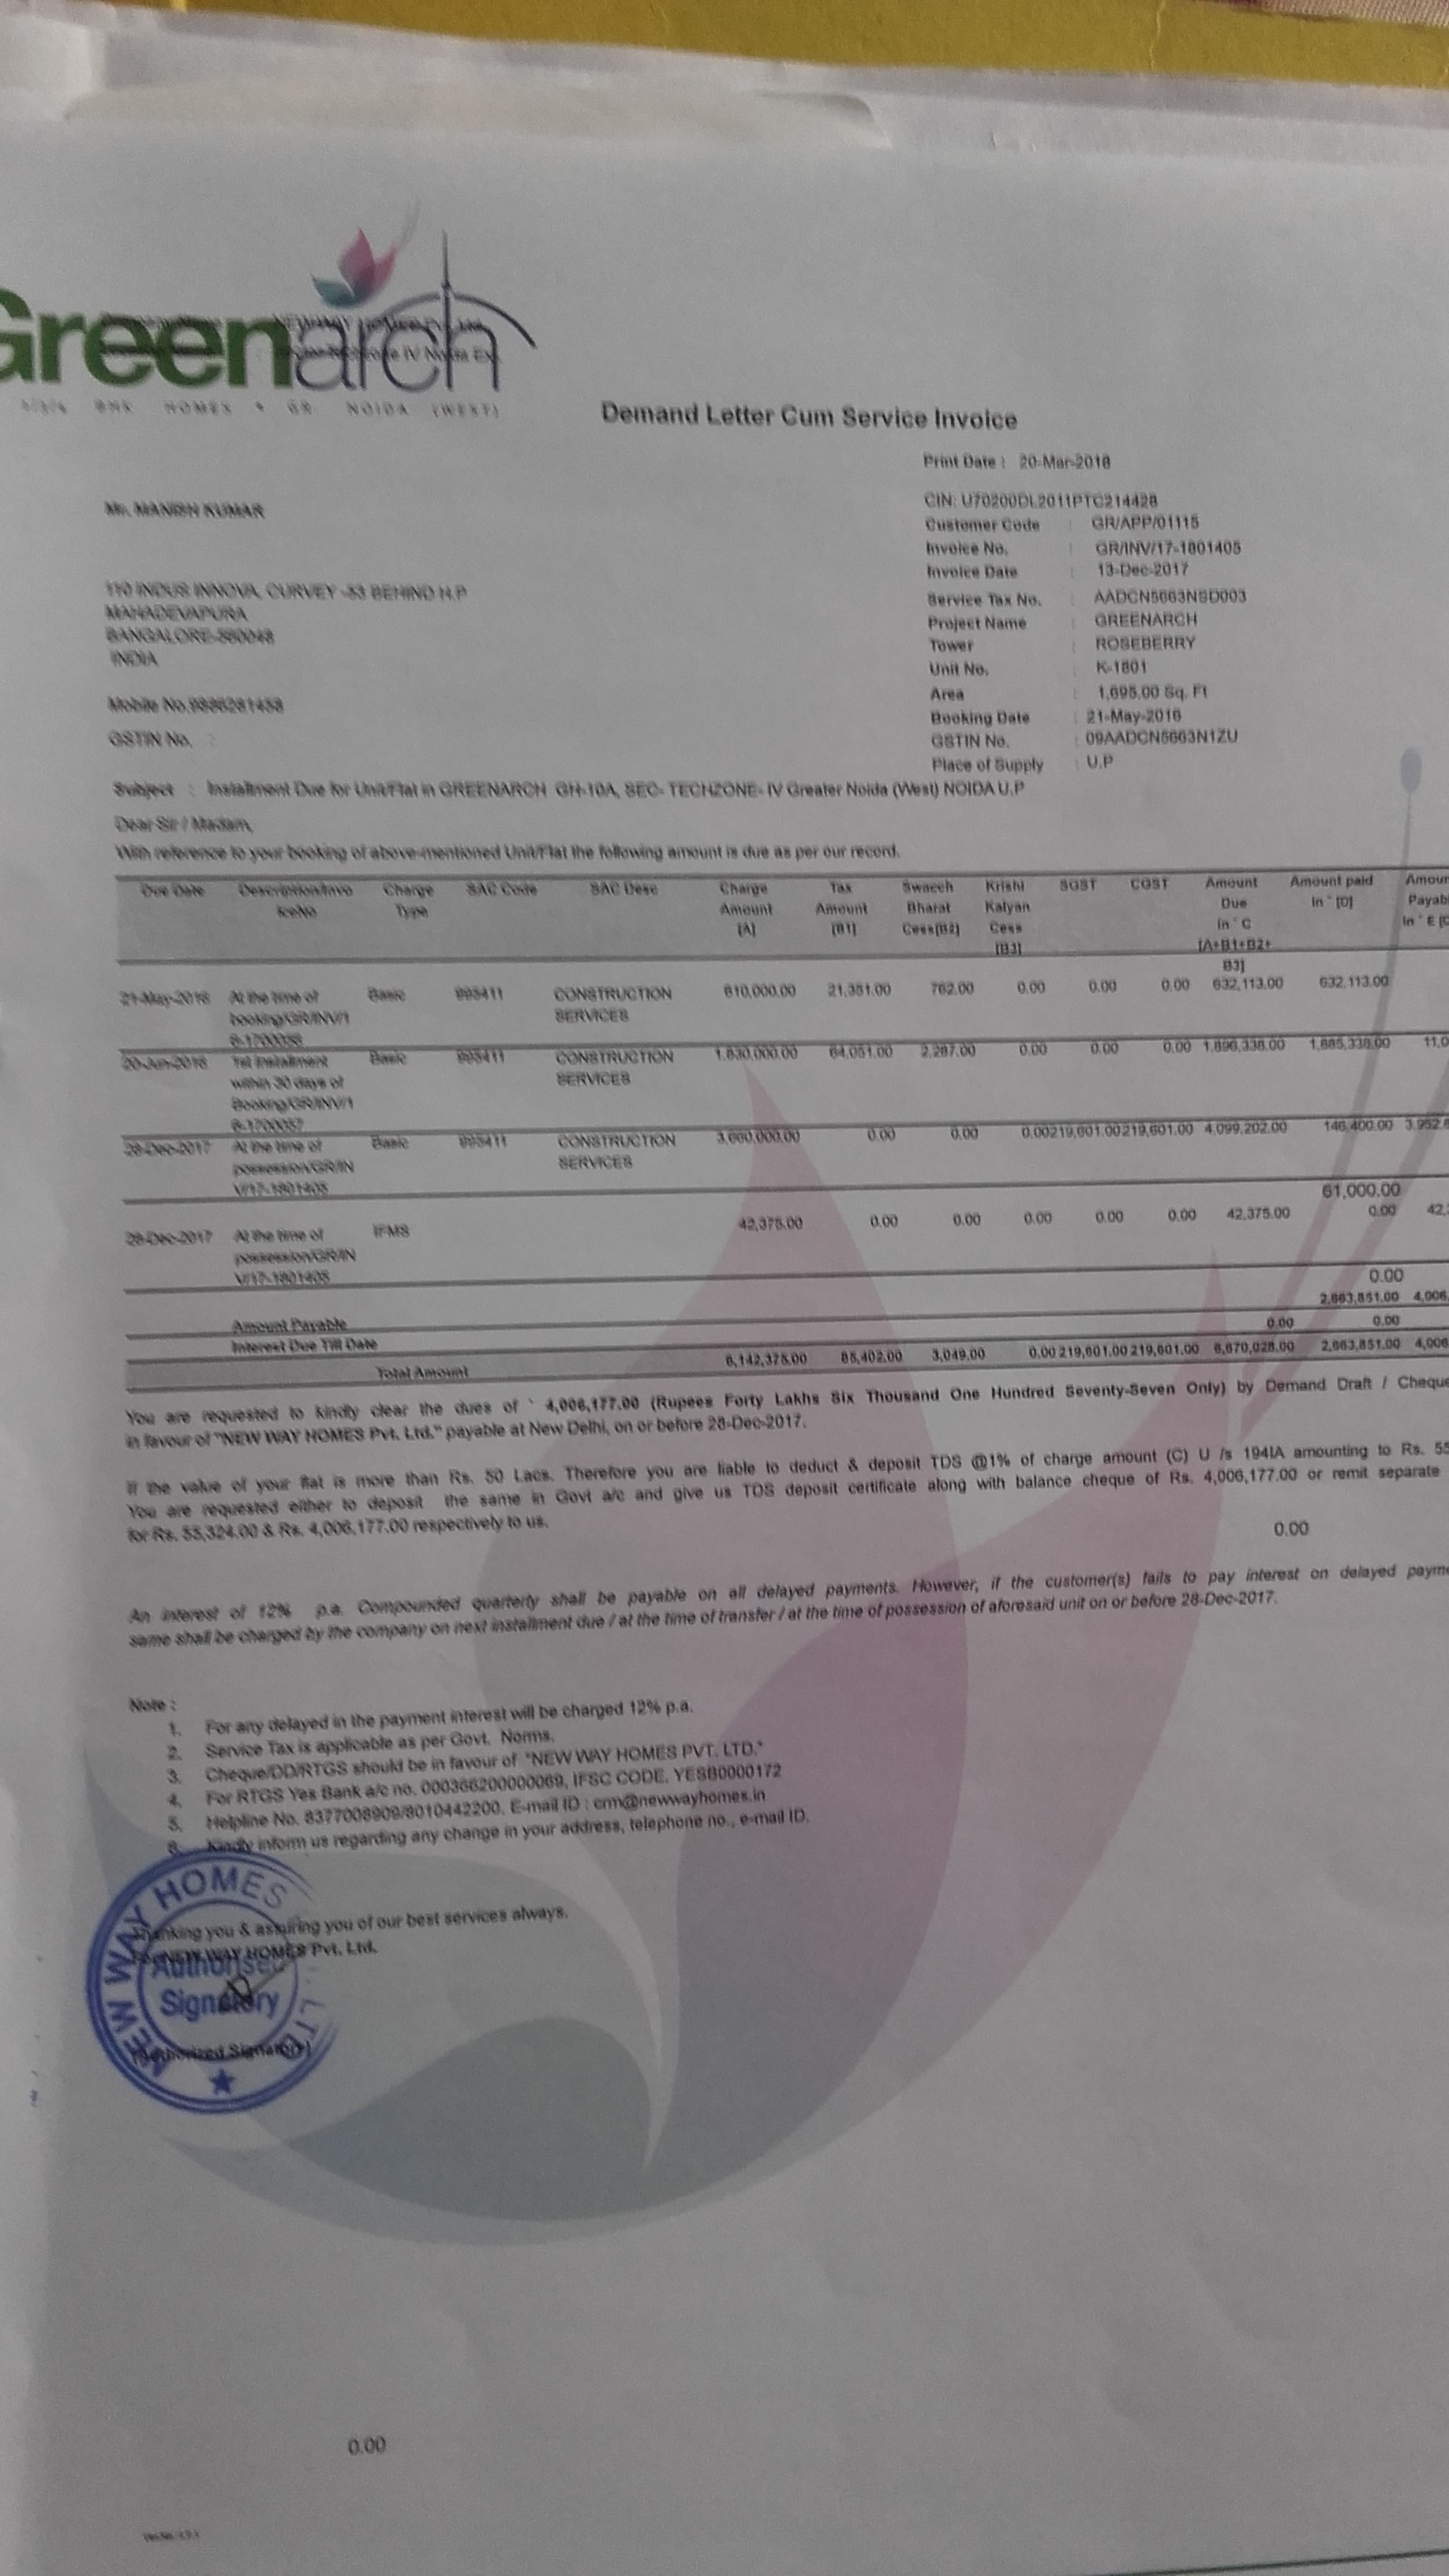 Greenarch
HOMES • GR. NOIDA (WEST)
Demand Letter Cum Service Invoice
Print Date : 20-Mar-2018
Mr. MANISH KUMAR
CIN: U70200DL2011PTC214428
Customer Code : GR/APP/01115
Invoice No. : GR/INV/17-1801405
Invoice Date : 13-Dec-2017
110 INDUS INNOVA, CURVEY -53 BEHIND H.P
MAHADEVAPURA
BANGALORE-560048
INDIA
Service Tax No. : AADCN5663NSD003
Project Name : GREENARCH
Tower : ROSEBERRY
Unit No. : K-1801
Area : 1,695.00 Sq. Ft
Mobile No.
Booking Date : 21-May-2016
GSTIN No. :
GSTIN No. : 09AADCN5663N1ZU
Place of Supply : U.P
Subject : Installment Due for Unit/Flat in GREENARCH GH-10A, SEC- TECHZONE- IV Greater Noida (West) NOIDA U.P
Dear Sir / Madam,
With reference to your booking of above-mentioned Unit/Flat the following amount is due as per our record.
Due Date Description/Invo Charge SAC Code SAC Desc Charge Tax Swacch Krishi SGST CGST Amount Amount paid Amoun
iceNo Type Amount Amount Bharat Kalyan Due in ` [D] Payab
[A] [B1] Cess[B2] Cess in ` C in ` E [C
[B3] [A+B1+B2+
B3]
21-May-2016 At the time of Basic 995411 CONSTRUCTION 610,000.00 21,351.00 762.00 0.00 0.00 0.00 632,113.00 632,113.00
booking/GR/INV/1 SERVICES
6-1700056
20-Jun-2016 1st Installment Basic 995411 CONSTRUCTION 1,830,000.00 64,051.00 2,287.00 0.00 0.00 0.00 1,896,338.00 1,885,338.00 11,0
within 30 days of SERVICES
Booking/GR/INV/1
6-1700057
28-Dec-2017 At the time of Basic 995411 CONSTRUCTION 3,660,000.00 0.00 0.00 0.00 219,601.00 219,601.00 4,099,202.00 146,400.00 3,952,8
possession/GR/IN SERVICES
V/17-1801405
61,000.00
28-Dec-2017 At the time of IFMS 42,375.00 0.00 0.00 0.00 0.00 0.00 42,375.00 0.00 42,
possession/GR/IN
V/17-1801405
0.00
Amount Payable 2,663,851.00 4,006,
Interest Due Till Date 0.00 0.00
Total Amount 6,142,375.00 85,402.00 3,049.00 0.00 219,601.00 219,601.00 6,670,028.00 2,663,851.00 4,006
You are requested to kindly clear the dues of ` 4,006,177.00 (Rupees Forty Lakhs Six Thousand One Hundred Seventy-Seven Only) by Demand Draft / Cheque
in favour of "NEW WAY HOMES Pvt. Ltd." payable at New Delhi, on or before 28-Dec-2017.
If the value of your flat is more than Rs. 50 Lacs. Therefore you are liable to deduct & deposit TDS @1% of charge amount (C) U /s 194IA amounting to Rs. 55
You are requested either to deposit the same in Govt a/c and give us TDS deposit certificate along with balance cheque of Rs. 4,006,177.00 or remit separate
for Rs. 55,324.00 & Rs. 4,006,177.00 respectively to us.
0.00
An interest of 12% p.a. Compounded quarterly shall be payable on all delayed payments. However, if the customer(s) fails to pay interest on delayed payme
same shall be charged by the company on next installment due / at the time of transfer / at the time of possession of aforesaid unit on or before 28-Dec-2017.
Note :
1. For any delayed in the payment interest will be charged 12% p.a.
2. Service Tax is applicable as per Govt. Norms.
3. Cheque/DD/RTGS should be in favour of "NEW WAY HOMES PVT. LTD."
4. For RTGS Yes Bank a/c no. 000366200000069, IFSC CODE. YESB0000172
5. Helpline No. 8377008909/8010442200. E-mail ID : crm@newwayhomes.in
6. Kindly inform us regarding any change in your address, telephone no., e-mail ID.
Thanking you & assuring you of our best services always.
NEW WAY HOMES Pvt. Ltd.
NEW WAY HOMES LTD
Authorised
Signatory
(Authorized Signatory)
0.00